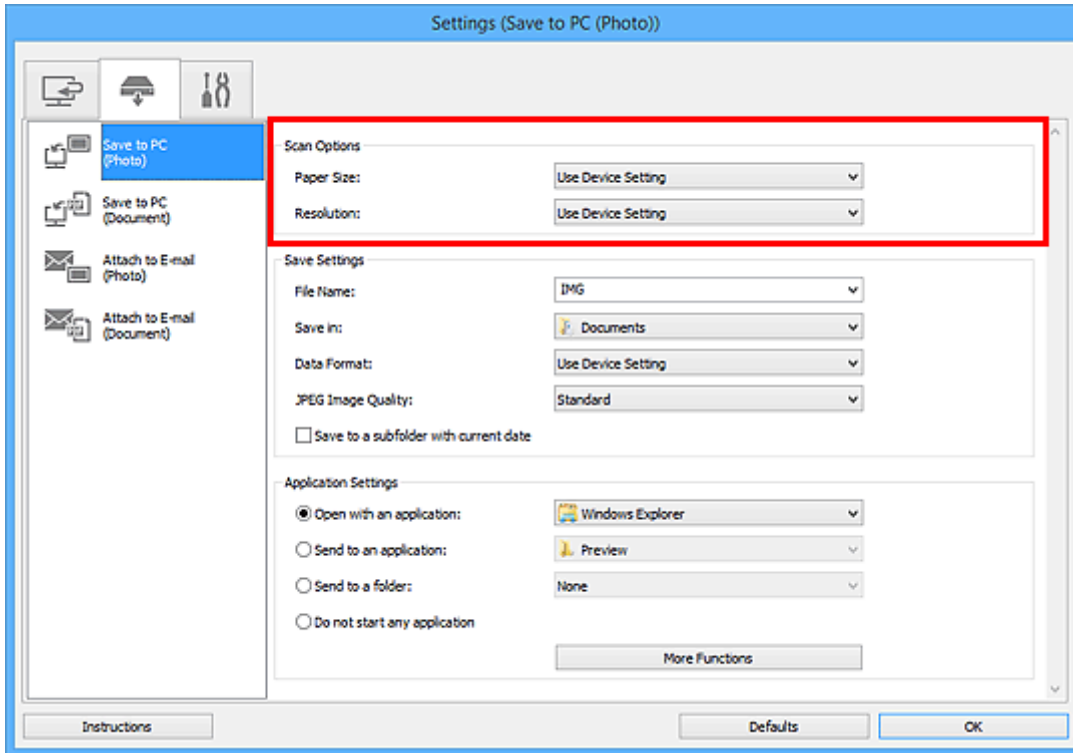 Settings (Save to PC (Photo))
Save to PC
(Photo)
Save to PC
(Document)
Attach to E-mail
(Photo)
Attach to E-mail
(Document)
Scan Options
Paper Size: Use Device Setting
Resolution: Use Device Setting
Save Settings
File Name: IMG
Save in: Documents
Data Format: Use Device Setting
JPEG Image Quality: Standard
Save to a subfolder with current date
Application Settings
Open with an application: Windows Explorer
Send to an application: Preview
Send to a folder: None
Do not start any application
More Functions
Instructions Defaults OK